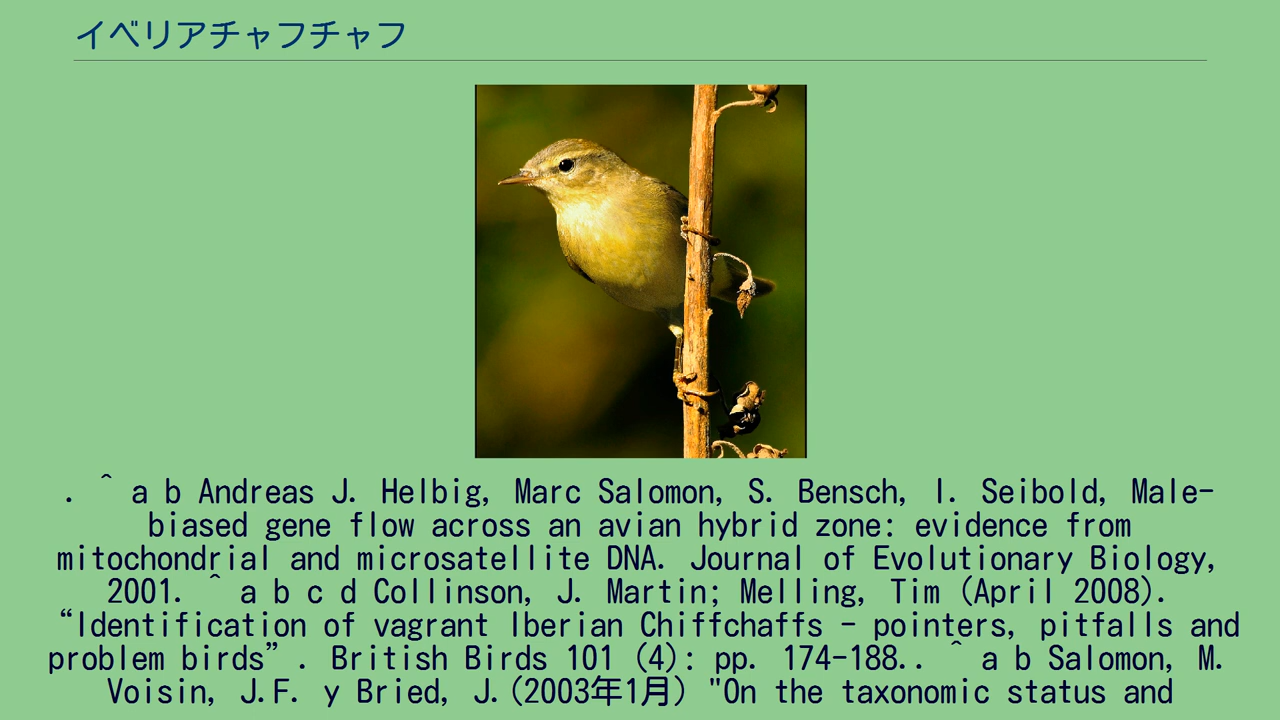 イベリアチャフチャフ
. ^ a b Andreas J. Helbig, Marc Salomon, S. Bensch, I. Seibold, Male-
biased gene flow across an avian hybrid zone: evidence from
mitochondrial and microsatellite DNA. Journal of Evolutionary Biology,
2001. ^ a b c d Collinson, J. Martin; Melling, Tim (April 2008).
“Identification of vagrant Iberian Chiffchaffs - pointers, pitfalls and
problem birds”. British Birds 101 (4): pp. 174-188.. ^ a b Salomon, M.
Voisin, J.F. y Bried, J.(2003年1月) "On the taxonomic status and